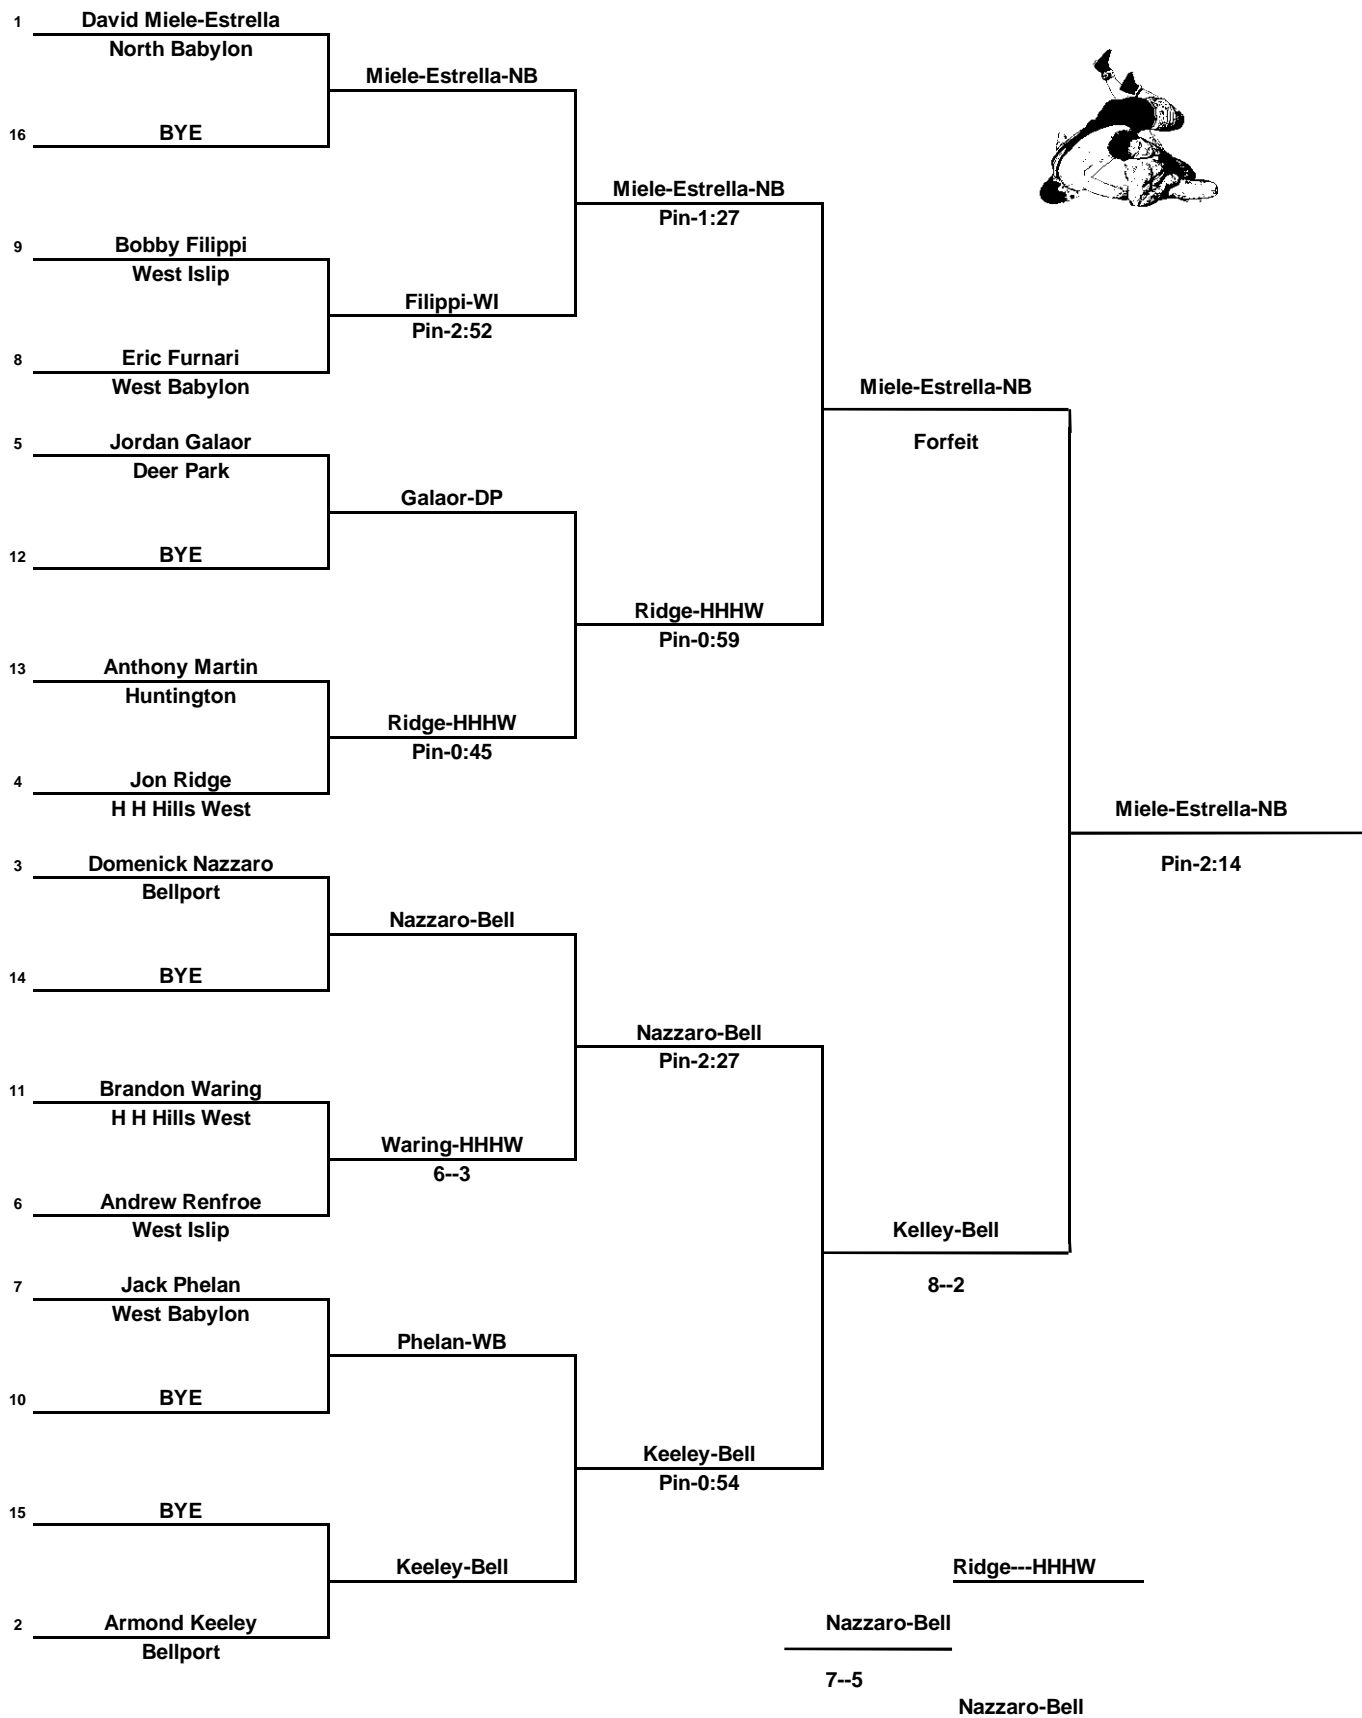 1 David Miele-Estrella
North Babylon
Miele-Estrella-NB
16 BYE
Miele-Estrella-NB
Pin-1:27
9 Bobby Filippi
West Islip
Filippi-WI
Pin-2:52
8 Eric Furnari
West Babylon
Miele-Estrella-NB
Forfeit
5 Jordan Galaor
Deer Park
Galaor-DP
12 BYE
Ridge-HHHW
Pin-0:59
13 Anthony Martin
Huntington
Ridge-HHHW
Pin-0:45
4 Jon Ridge
H H Hills West
Miele-Estrella-NB
Pin-2:14
3 Domenick Nazzaro
Bellport
Nazzaro-Bell
14 BYE
Nazzaro-Bell
Pin-2:27
11 Brandon Waring
H H Hills West
Waring-HHHW
6--3
6 Andrew Renfroe
West Islip
Kelley-Bell
8--2
7 Jack Phelan
West Babylon
Phelan-WB
10 BYE
Keeley-Bell
Pin-0:54
15 BYE
Keeley-Bell
Ridge---HHHW
2 Armond Keeley
Bellport
Nazzaro-Bell
7--5
Nazzaro-Bell